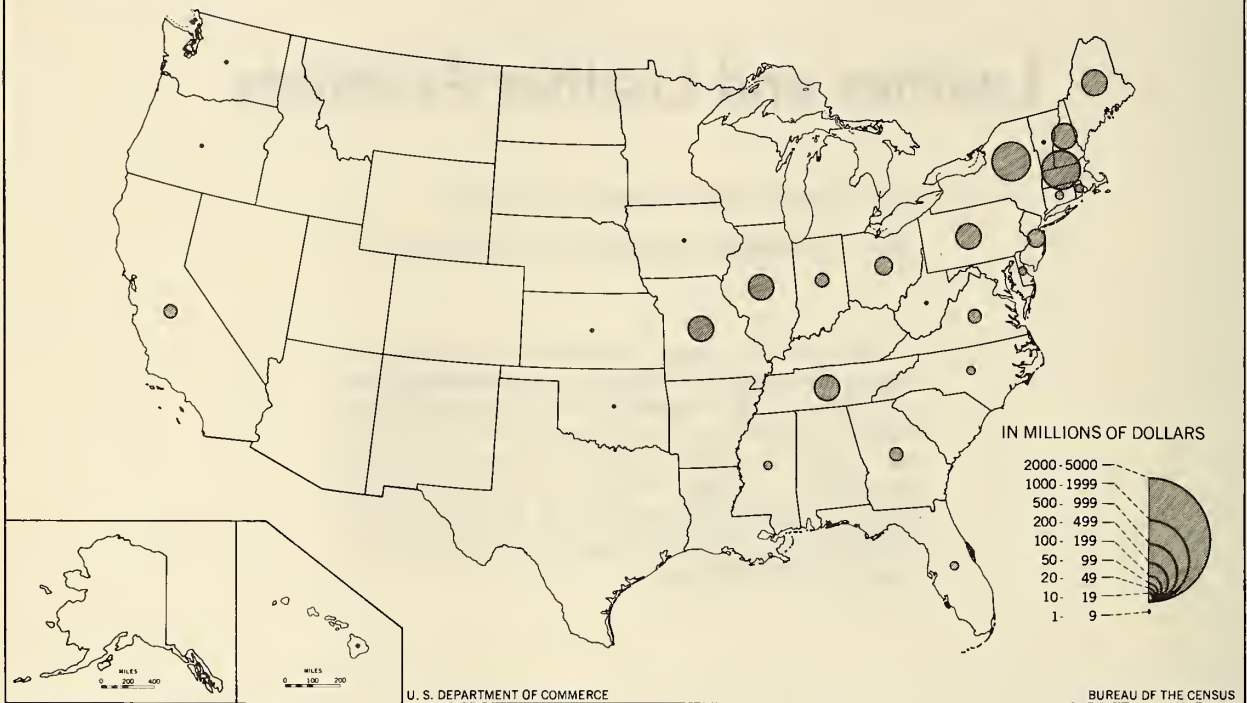 IN MILLIONS OF DOLLARS
2000-5000
1000-1999
500- 999
200- 499
100- 199
50- 99
20- 49
10- 19
1- 9
MILES
0 200 400
MILES
0 100 200
U. S. DEPARTMENT OF COMMERCE
BUREAU OF THE CENSUS